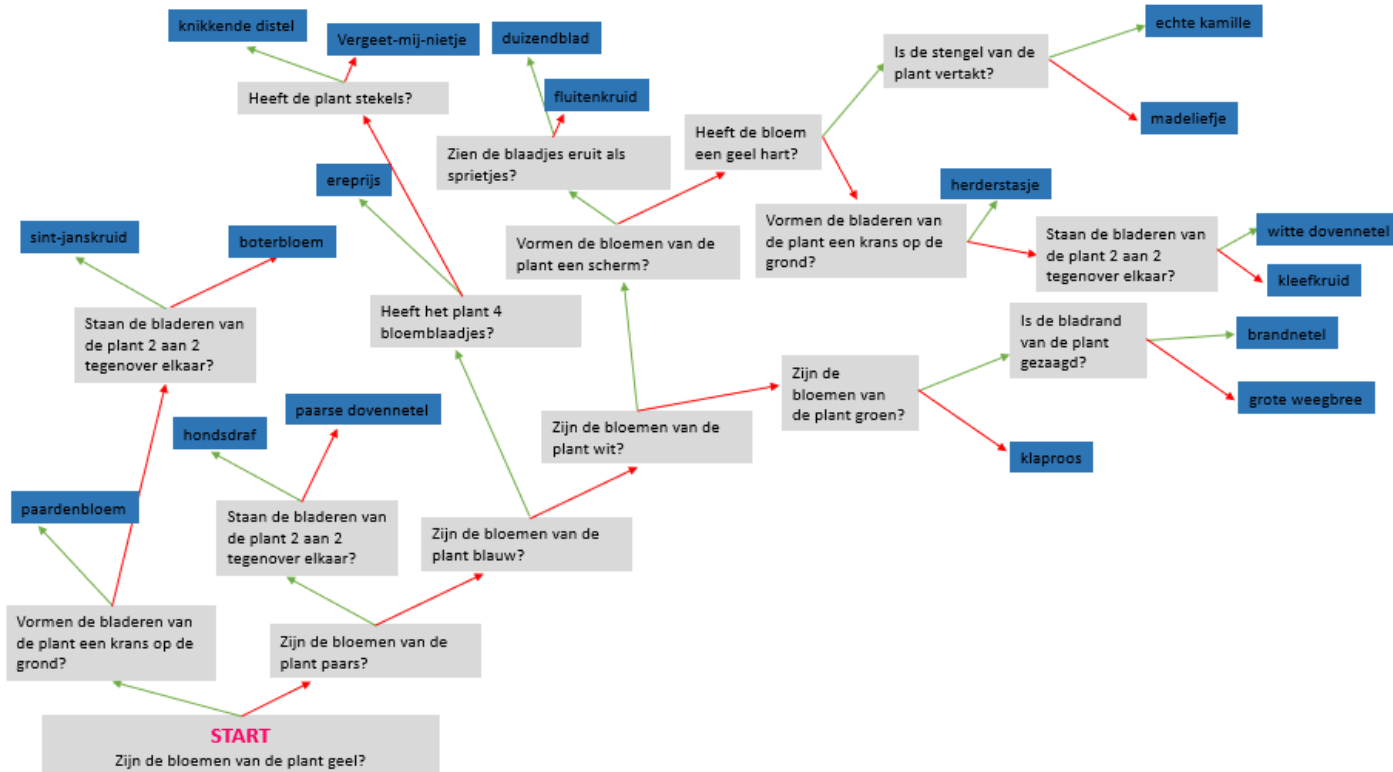 knikkende distel
Vergeet-mij-nietje
duizendblad
echte kamille
Is de stengel van de
plant vertakt?
Heeft de plant stekels?
fluitenkruid
madeliefje
Heeft de bloem
een geel hart?
Zien de blaadjes eruit als
sprietjes?
ereprijs
herderstasje
sint-janskruid
boterbloem
Vormen de bloemen van de
plant een scherm?
Vormen de bladeren van
de plant een krans op de
grond?
Staan de bladeren van
de plant 2 aan 2
tegenover elkaar?
witte dovennetel
kleefkruid
Staan de bladeren van
de plant 2 aan 2
tegenover elkaar?
Heeft het plant 4
bloemblaadjes?
Is de bladrand
van de plant
gezaagd?
brandnetel
Zijn de
bloemen van
de plant groen?
grote weegbree
paarse dovennetel
hondsdraf
Zijn de bloemen van de
plant wit?
klaproos
paardenbloem
Staan de bladeren van
de plant 2 aan 2
tegenover elkaar?
Zijn de bloemen van de
plant blauw?
Vormen de bladeren van
de plant een krans op de
grond?
Zijn de bloemen van de
plant paars?
START
Zijn de bloemen van de plant geel?